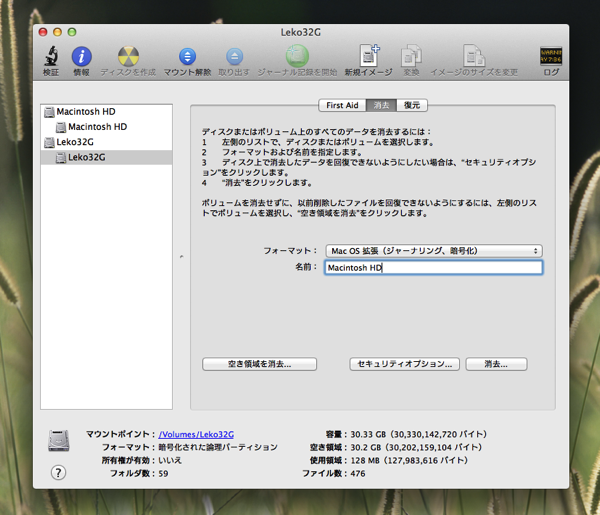 Leko32G
検証
情報
ディスクを作成
マウント解除
取り出す
ジャーナル記録を開始
新規イメージ
変換
イメージのサイズを変更
ログ
WARNIN
AY 7:36
Macintosh HD
Macintosh HD
Leko32G
Leko32G
First Aid
消去
復元
ディスクまたはボリューム上のすべてのデータを消去するには：
1 左側のリストで、ディスクまたはボリュームを選択します。
2 フォーマットおよび名前を指定します。
3 ディスク上で消去したデータを回復できないようにしたい場合は、“セキュリティオプシ
ョン”をクリックします。
4 “消去”をクリックします。
ボリュームを消去せずに、以前削除したファイルを回復できないようにするには、左側のリス
トでボリュームを選択し、“空き領域を消去”をクリックします。
フォーマット： Mac OS 拡張（ジャーナリング、暗号化）
名前： Macintosh HD
空き領域を消去...
セキュリティオプション...
消去...
マウントポイント： /Volumes/Leko32G
フォーマット： 暗号化された論理パーティション
所有権が有効： いいえ
フォルダ数： 59
容量： 30.33 GB（30,330,142,720 バイト）
空き領域： 30.2 GB（30,202,159,104 バイト）
使用領域： 128 MB（127,983,616 バイト）
ファイル数： 476
?